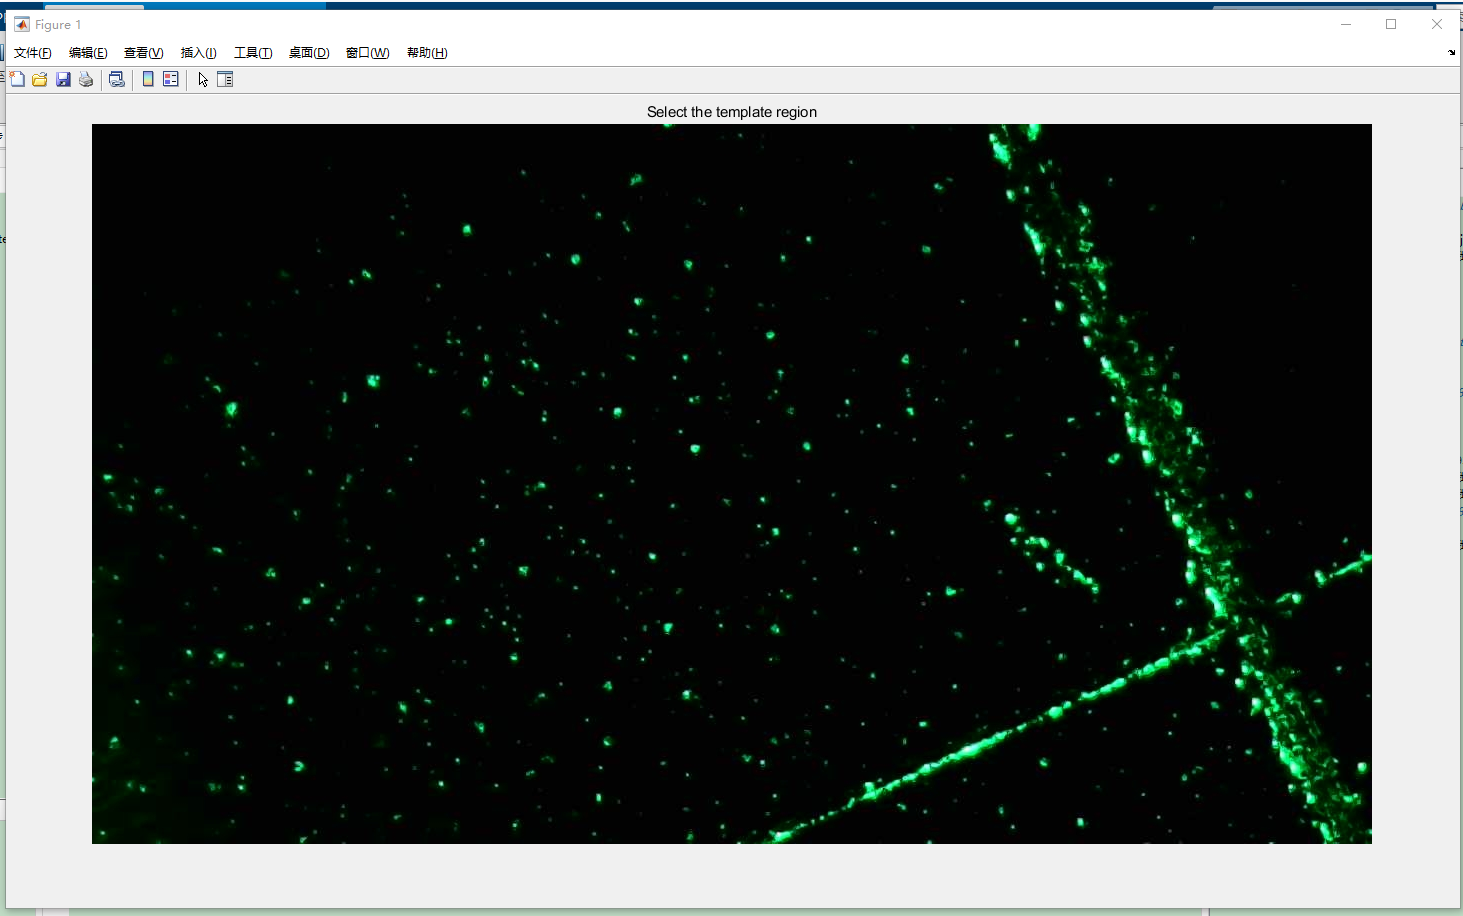 Figure 1
文件(F) 编辑(E) 查看(V) 插入(I) 工具(T) 桌面(D) 窗口(W) 帮助(H)
Select the template region